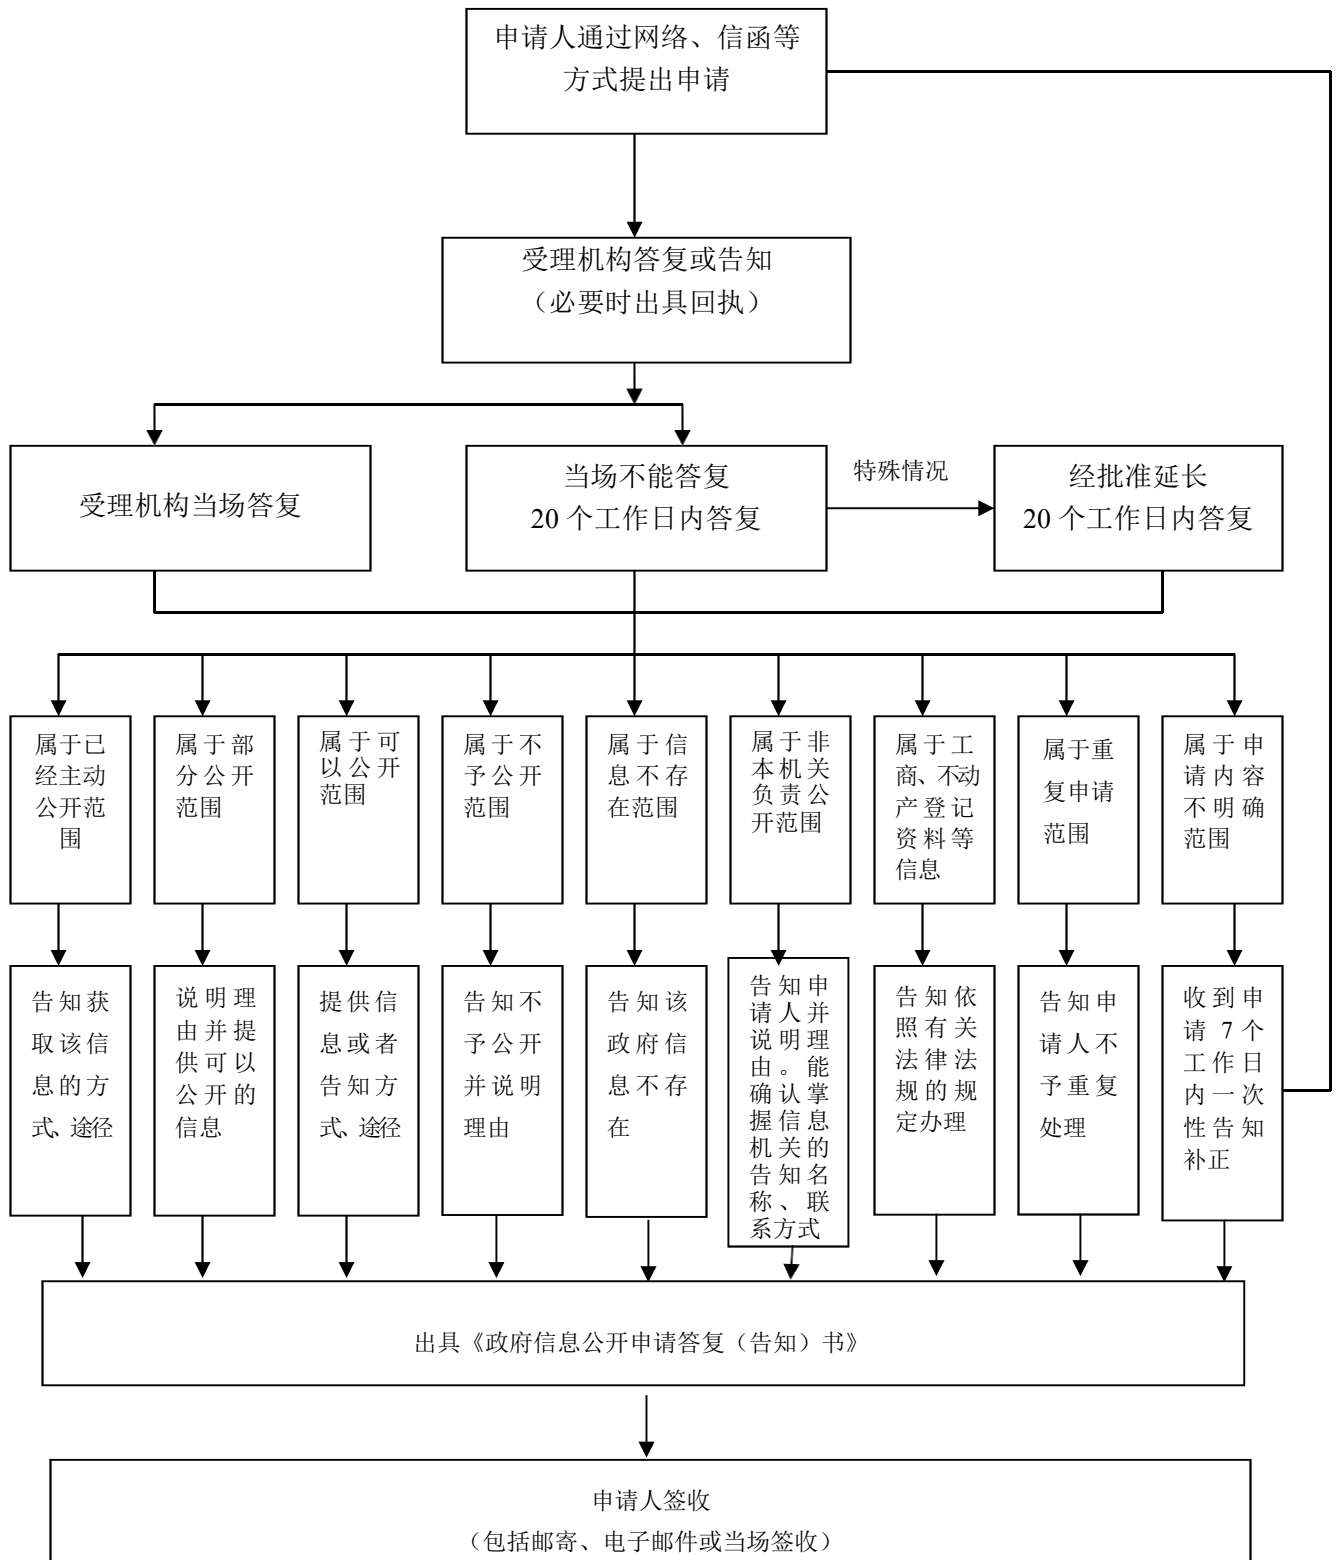 申请人通过网络、信函等
方式提出申请
受理机构答复或告知
（必要时出具回执）
受理机构当场答复
当场不能答复
20 个工作日内答复
特殊情况
经批准延长
20 个工作日内答复
属于已
经主动
公开范
围
属于部
分公开
范围
属于可
以公开
范围
属于不
予公开
范围
属于信
息不存
在范围
属于非
本机关
负责公
开范围
属于工
商、不动
产登记
资料等
信息
属于重
复申请
范围
属于申
请内容
不明确
范围
告知获
取该信
息的方
式、途径
说明理
由并提
供可以
公开的
信息
提供信
息或者
告知方
式、途径
告知不
予公开
并说明
理由
告知该
政府信
息不存
在
告知申
请人并
说明理
由。能
确认掌
握信息
机关的
告知名
称、联
系方式
告知依
照有关
法律法
规的规
定办理
告知申
请人不
予重复
处理
收到申
请 7 个
工作日
内一次
性告知
补正
出具《政府信息公开申请答复（告知）书》
申请人签收
（包括邮寄、电子邮件或当场签收）